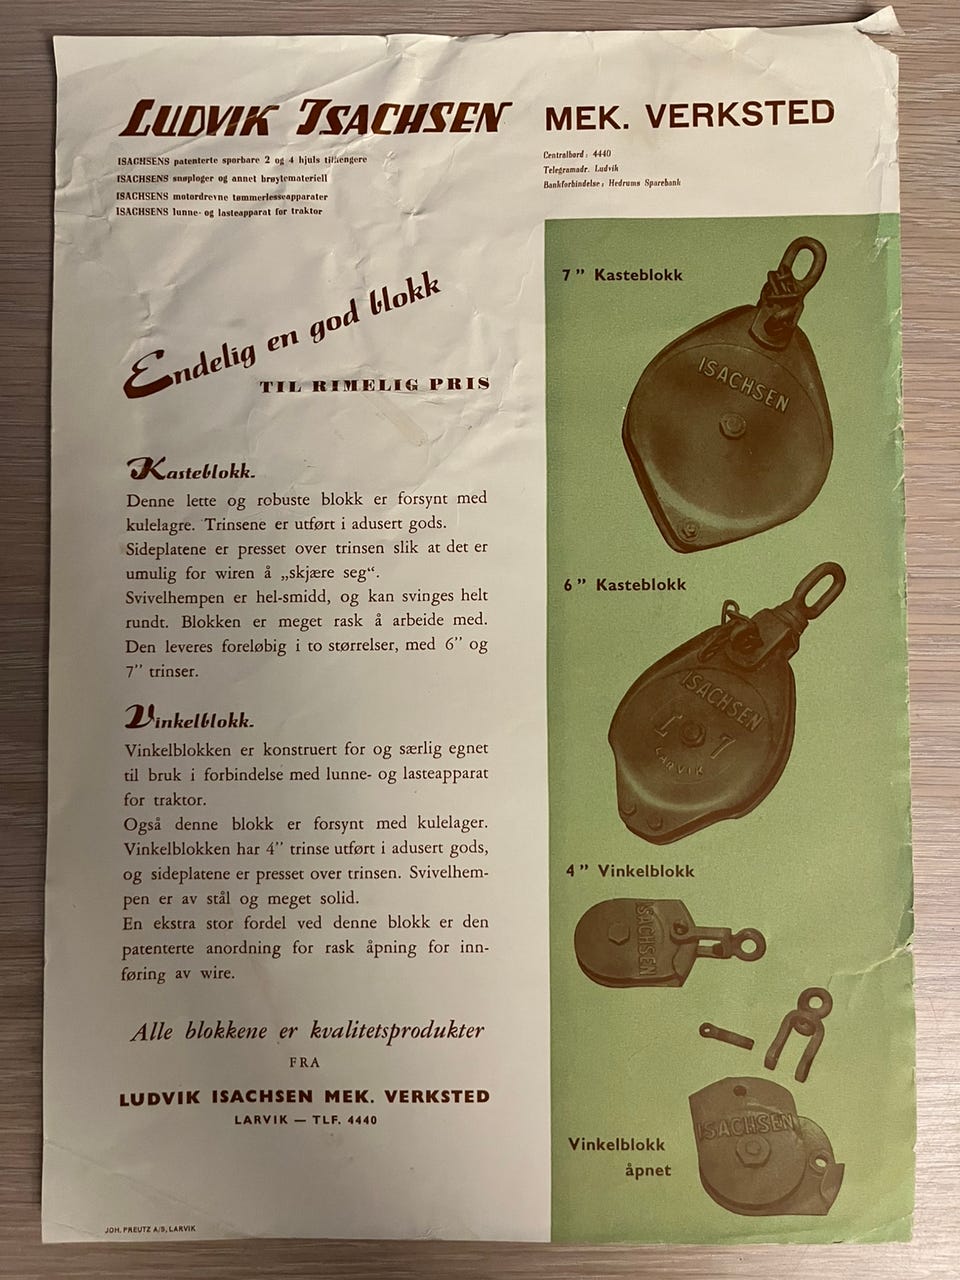 LUDVIK ISACHSEN MEK. VERKSTED
ISACHSENS patenterte sporbare 2 og 4 hjuls tilhengere
ISACHSENS snøploger og annet brøytemateriell
ISACHSENS motordrevne tømmerlesseapparater
ISACHSENS lunne- og lasteapparat for traktor
Centralbord: 4440
Telegramadr. Ludvik
Bankforbindelse: Hedrums Sparebank
Endelig en god blokk
TIL RIMELIG PRIS
Kasteblokk.
Denne lette og robuste blokk er forsynt med
kulelagre. Trinsene er utført i adusert gods.
Sideplatene er presset over trinsen slik at det er
umulig for wiren å „skjære seg“.
Svivelhempen er hel-smidd, og kan svinges helt
rundt. Blokken er meget rask å arbeide med.
Den leveres foreløbig i to størrelser, med 6” og
7” trinser.
Vinkelblokk.
Vinkelblokken er konstruert for og særlig egnet
til bruk i forbindelse med lunne- og lasteapparat
for traktor.
Også denne blokk er forsynt med kulelager.
Vinkelblokken har 4” trinse utført i adusert gods,
og sideplatene er presset over trinsen. Svivelhem-
pen er av stål og meget solid.
En ekstra stor fordel ved denne blokk er den
patenterte anordning for rask åpning for inn-
føring av wire.
Alle blokkene er kvalitetsprodukter
FRA
LUDVIK ISACHSEN MEK. VERKSTED
LARVIK — TLF. 4440
JOH. PREUTZ A/S, LARVIK
7” Kasteblokk
ISACHSEN
6” Kasteblokk
ISACHSEN
L 7
LARVIK
4” Vinkelblokk
ISACHSEN
ISACHSEN
Vinkelblokk
åpnet